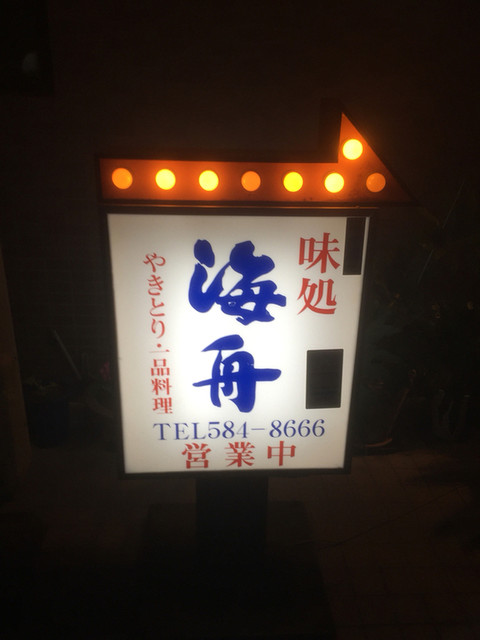 味処
海舟
やきとり・一品料理
TEL584-8666
営業中